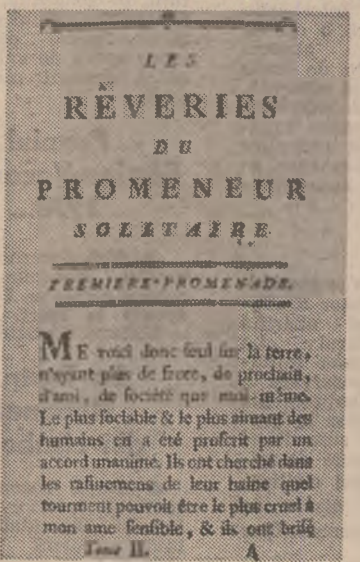 LES
RÊVERIES
DU
PROMENEUR
SOLITAIRE
PREMIERE PROMENADE.
ME voici donc seul sur la terre,
n'ayant plus de frere, de prochain,
d'ami, de société que moi-même.
Le plus sociable & le plus aimant des
humains en a été proscrit par un
accord unanime. Ils ont cherché dans
les rafinemens de leur haine quel
tourment pouvoit être le plus cruel à
mon ame sensible, & ils ont brisé
Tome II. A